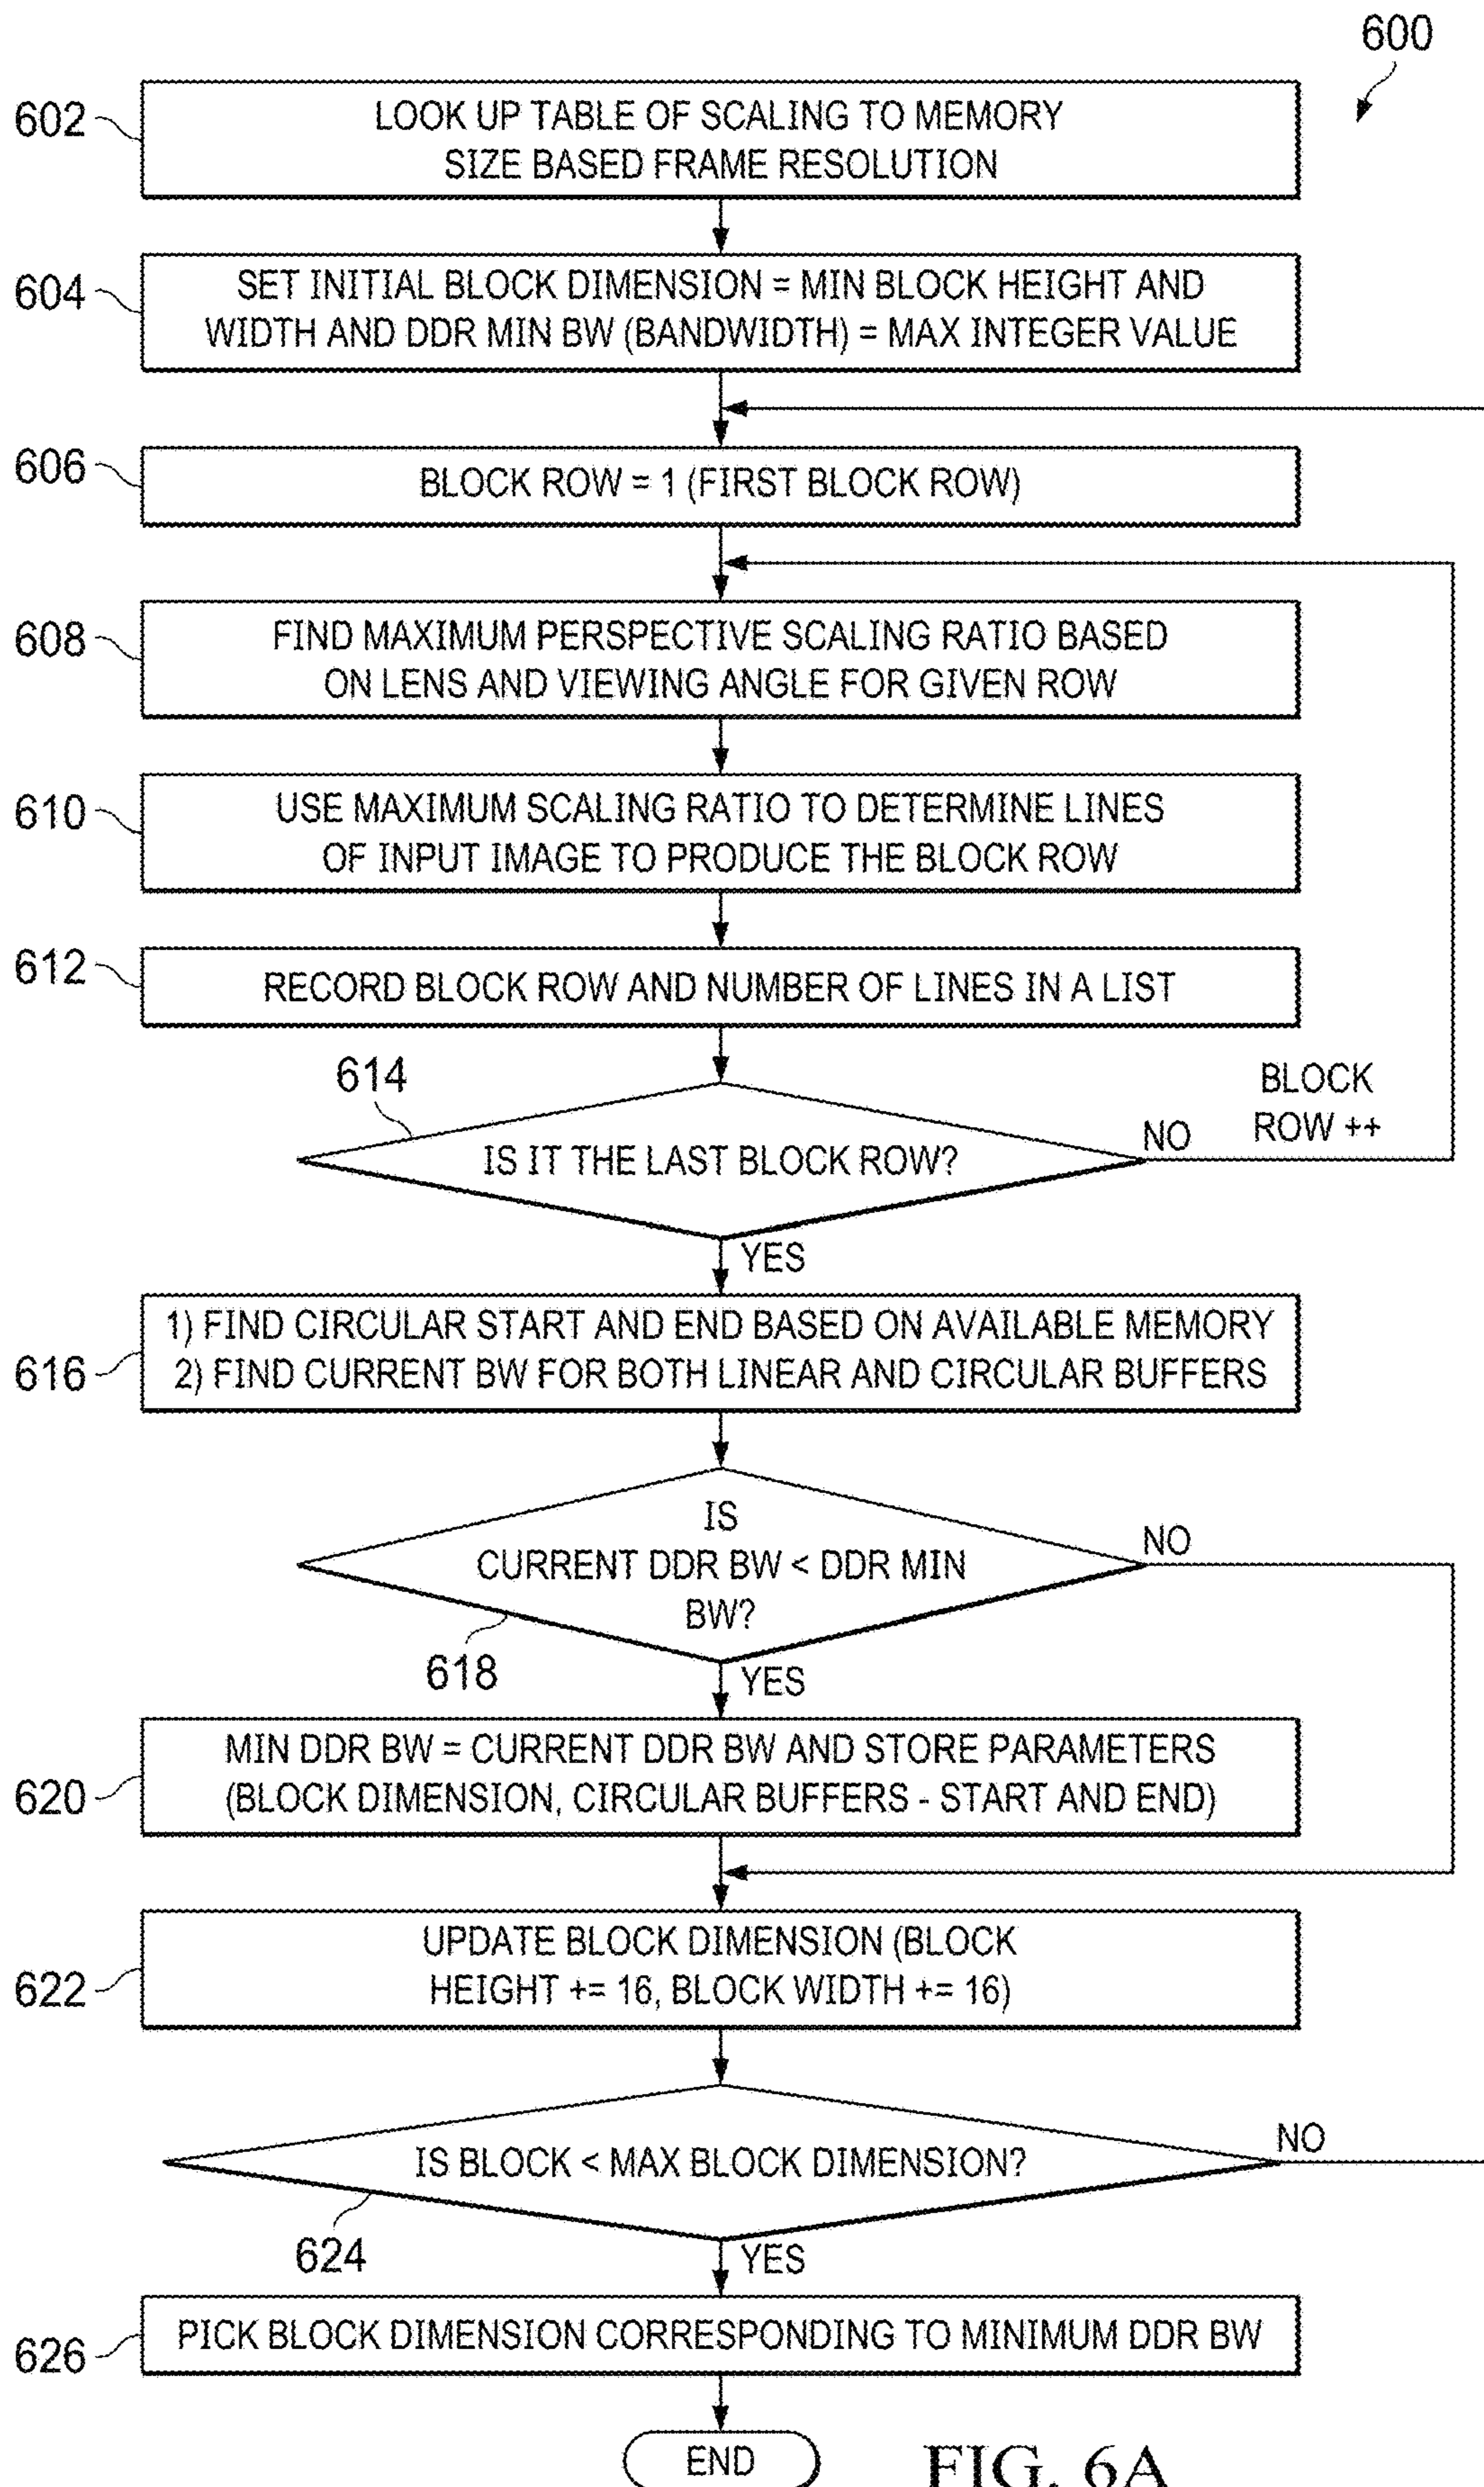 600
602
LOOK UP TABLE OF SCALING TO MEMORY
SIZE BASED FRAME RESOLUTION
604
SET INITIAL BLOCK DIMENSION = MIN BLOCK HEIGHT AND
WIDTH AND DDR MIN BW (BANDWIDTH) = MAX INTEGER VALUE
606
BLOCK ROW = 1 (FIRST BLOCK ROW)
608
FIND MAXIMUM PERSPECTIVE SCALING RATIO BASED
ON LENS AND VIEWING ANGLE FOR GIVEN ROW
610
USE MAXIMUM SCALING RATIO TO DETERMINE LINES
OF INPUT IMAGE TO PRODUCE THE BLOCK ROW
612
RECORD BLOCK ROW AND NUMBER OF LINES IN A LIST
614
IS IT THE LAST BLOCK ROW?
NO
BLOCK
ROW ++
YES
616
1) FIND CIRCULAR START AND END BASED ON AVAILABLE MEMORY
2) FIND CURRENT BW FOR BOTH LINEAR AND CIRCULAR BUFFERS
IS
CURRENT DDR BW < DDR MIN
BW?
NO
618
YES
620
MIN DDR BW = CURRENT DDR BW AND STORE PARAMETERS
(BLOCK DIMENSION, CIRCULAR BUFFERS - START AND END)
622
UPDATE BLOCK DIMENSION (BLOCK
HEIGHT += 16, BLOCK WIDTH += 16)
IS BLOCK < MAX BLOCK DIMENSION?
NO
624
YES
626
PICK BLOCK DIMENSION CORRESPONDING TO MINIMUM DDR BW
END
FIG. 6A